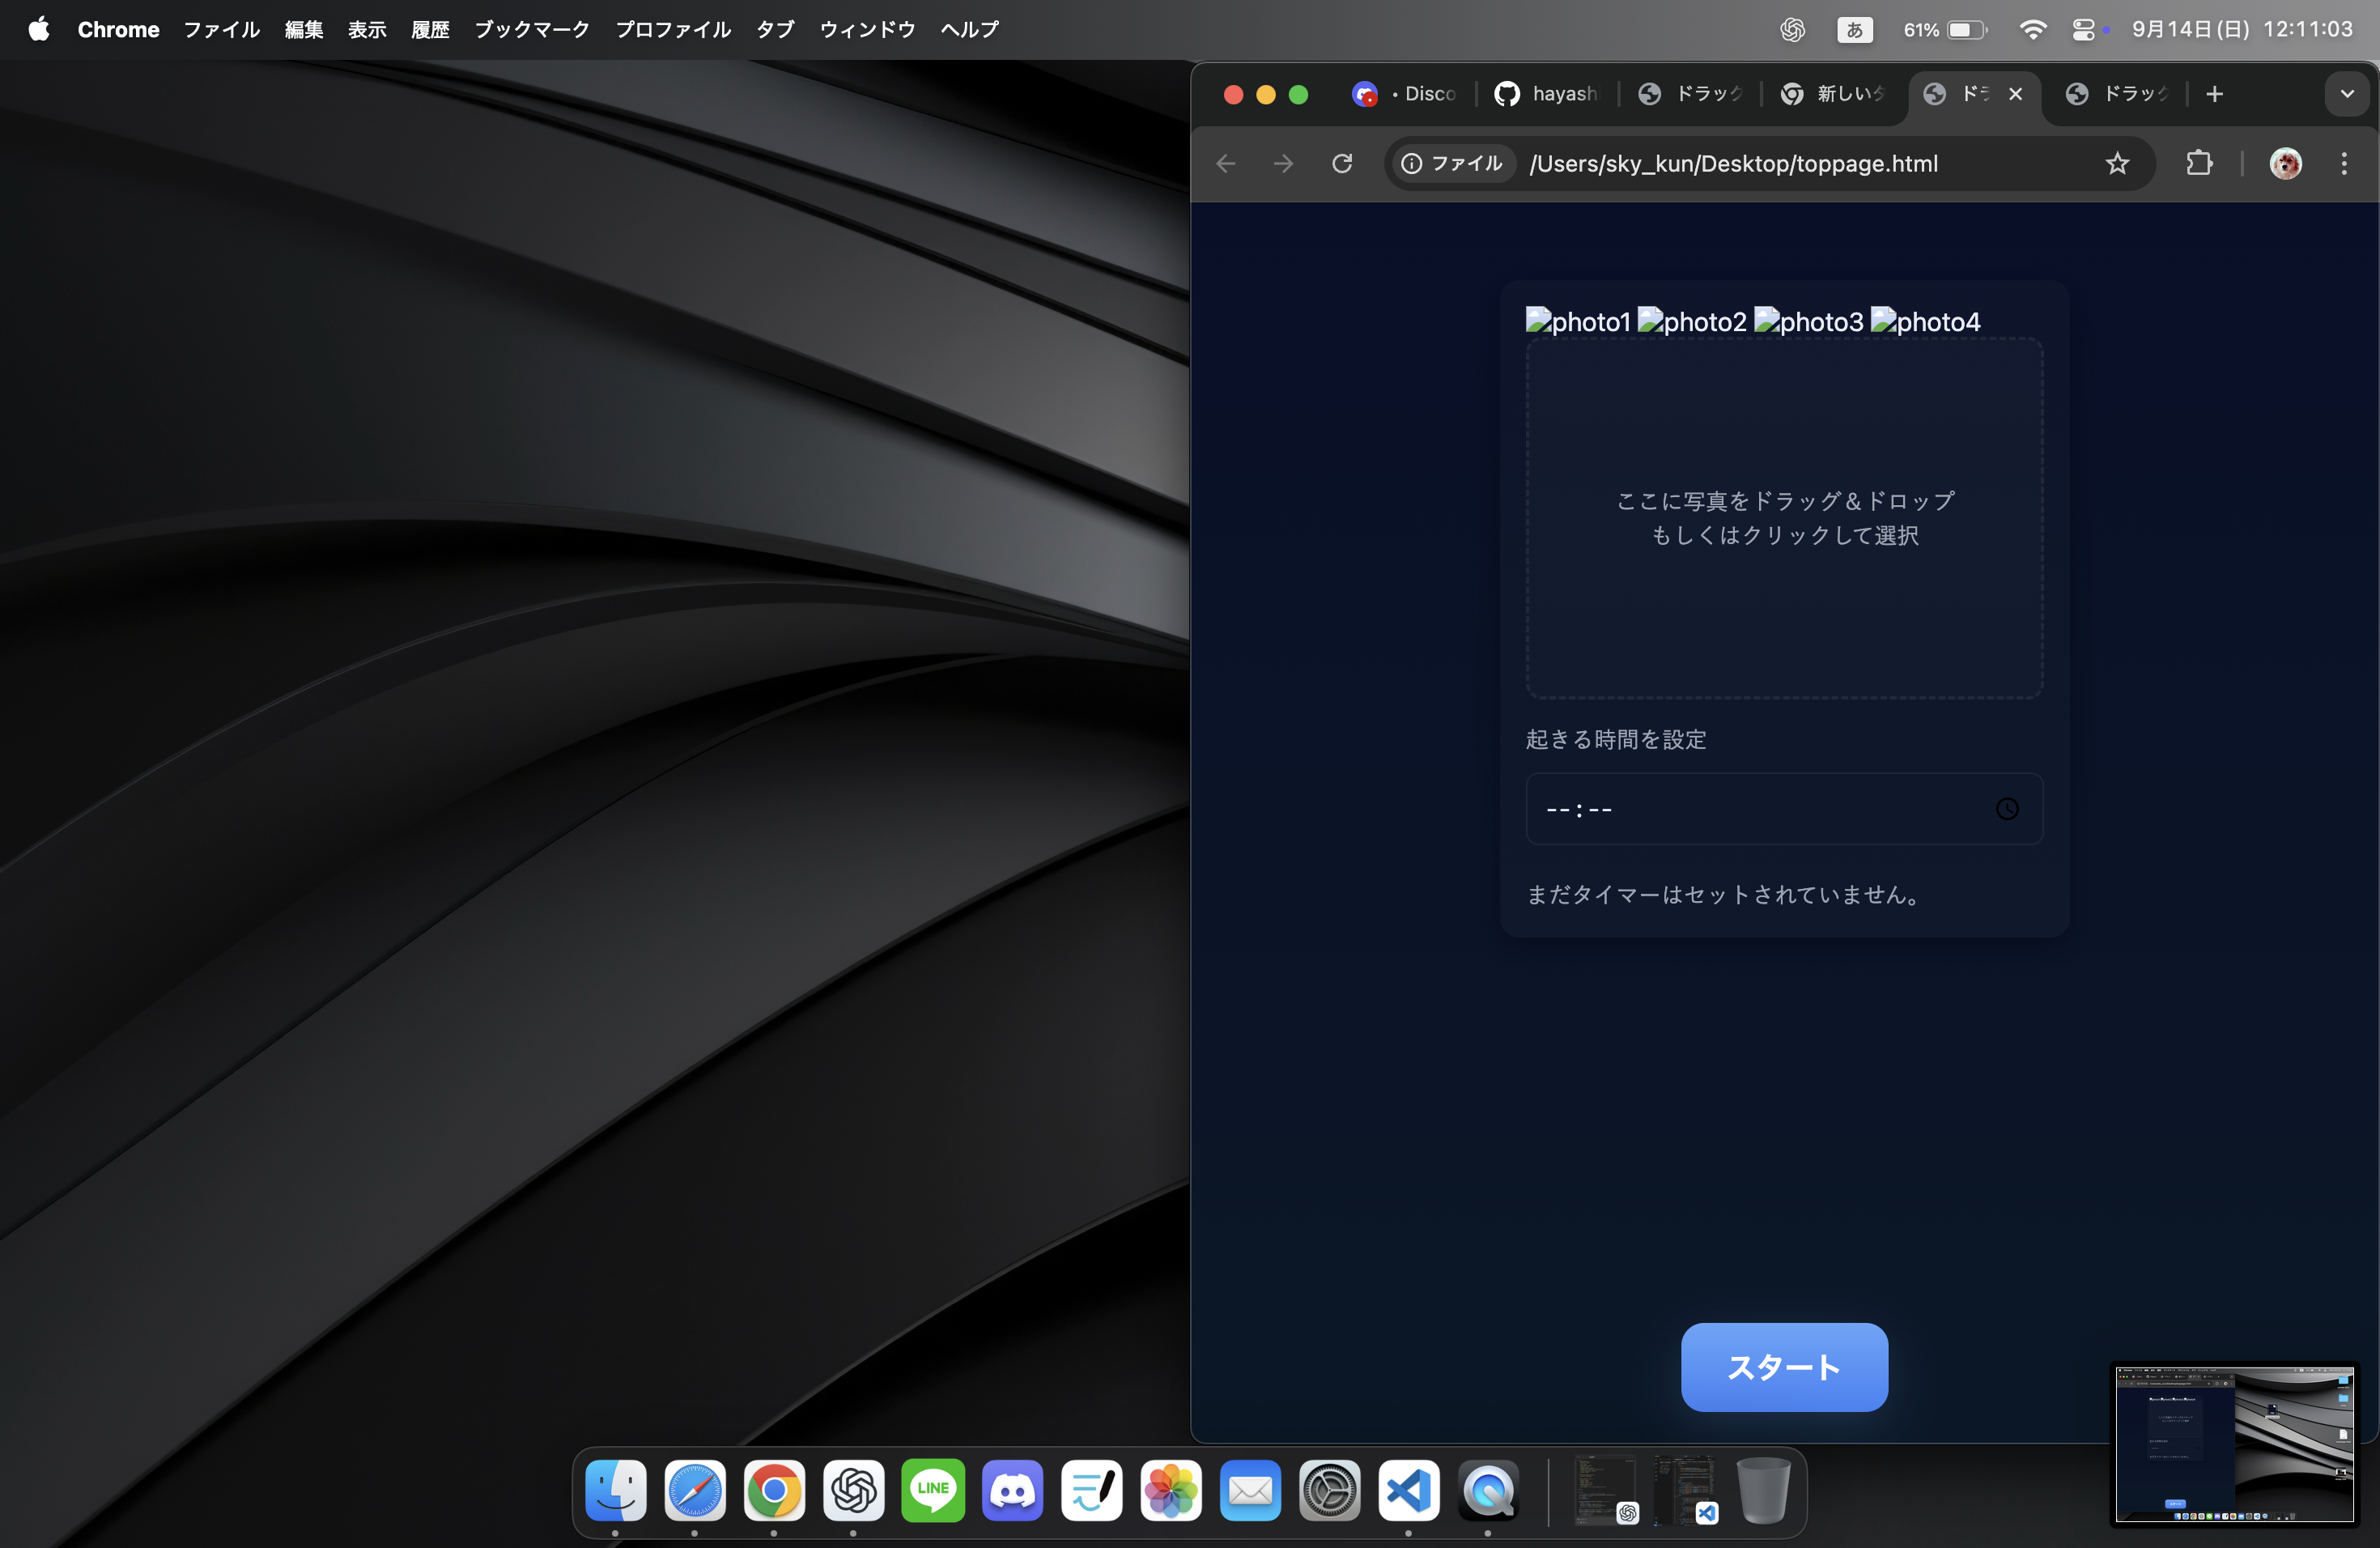 Chrome ファイル 編集 表示 履歴 ブックマーク プロファイル タブ ウィンドウ ヘルプ
あ 61% 9月14日(日) 12:11:03
• Disco hayash ドラッグ 新しいタ ドラ ドラッグ
ファイル /Users/sky_kun/Desktop/toppage.html
photo1 photo2 photo3 photo4
ここに写真をドラッグ＆ドロップ
もしくはクリックして選択
起きる時間を設定
--:--
まだタイマーはセットされていません。
スタート
LINE